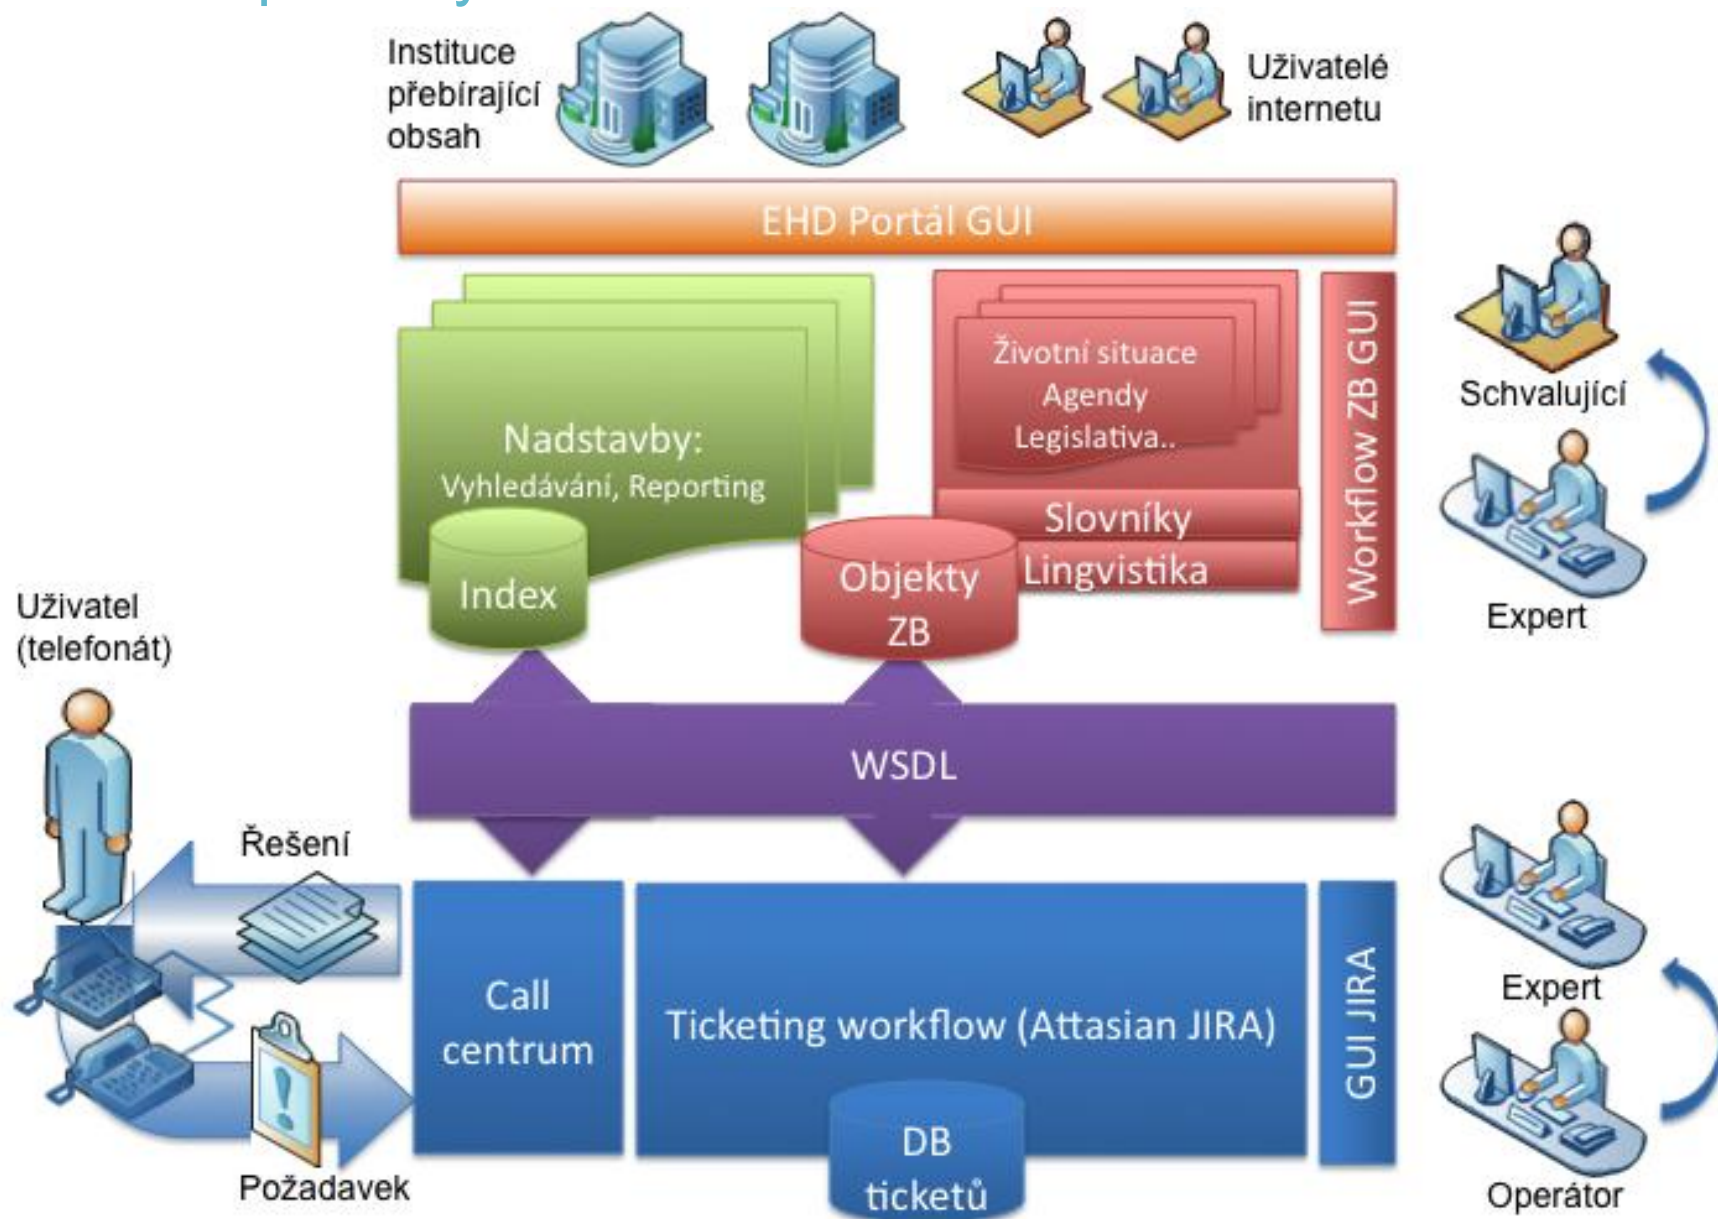 Instituce
přebírající
obsah
Uživatelé
internetu
EHD Portál GUI
Životní situace
Agendy
Legislativa..
Nadstavby:
Vyhledávání, Reporting
Slovníky
Lingvistika
Index
Objekty
ZB
Workflow ZB GUI
Schvalující
Expert
Uživatel
(telefonát)
WSDL
Řešení
Požadavek
Call
centrum
Ticketing workflow (Attasian JIRA)
DB
ticketů
GUI JIRA
Expert
Operátor